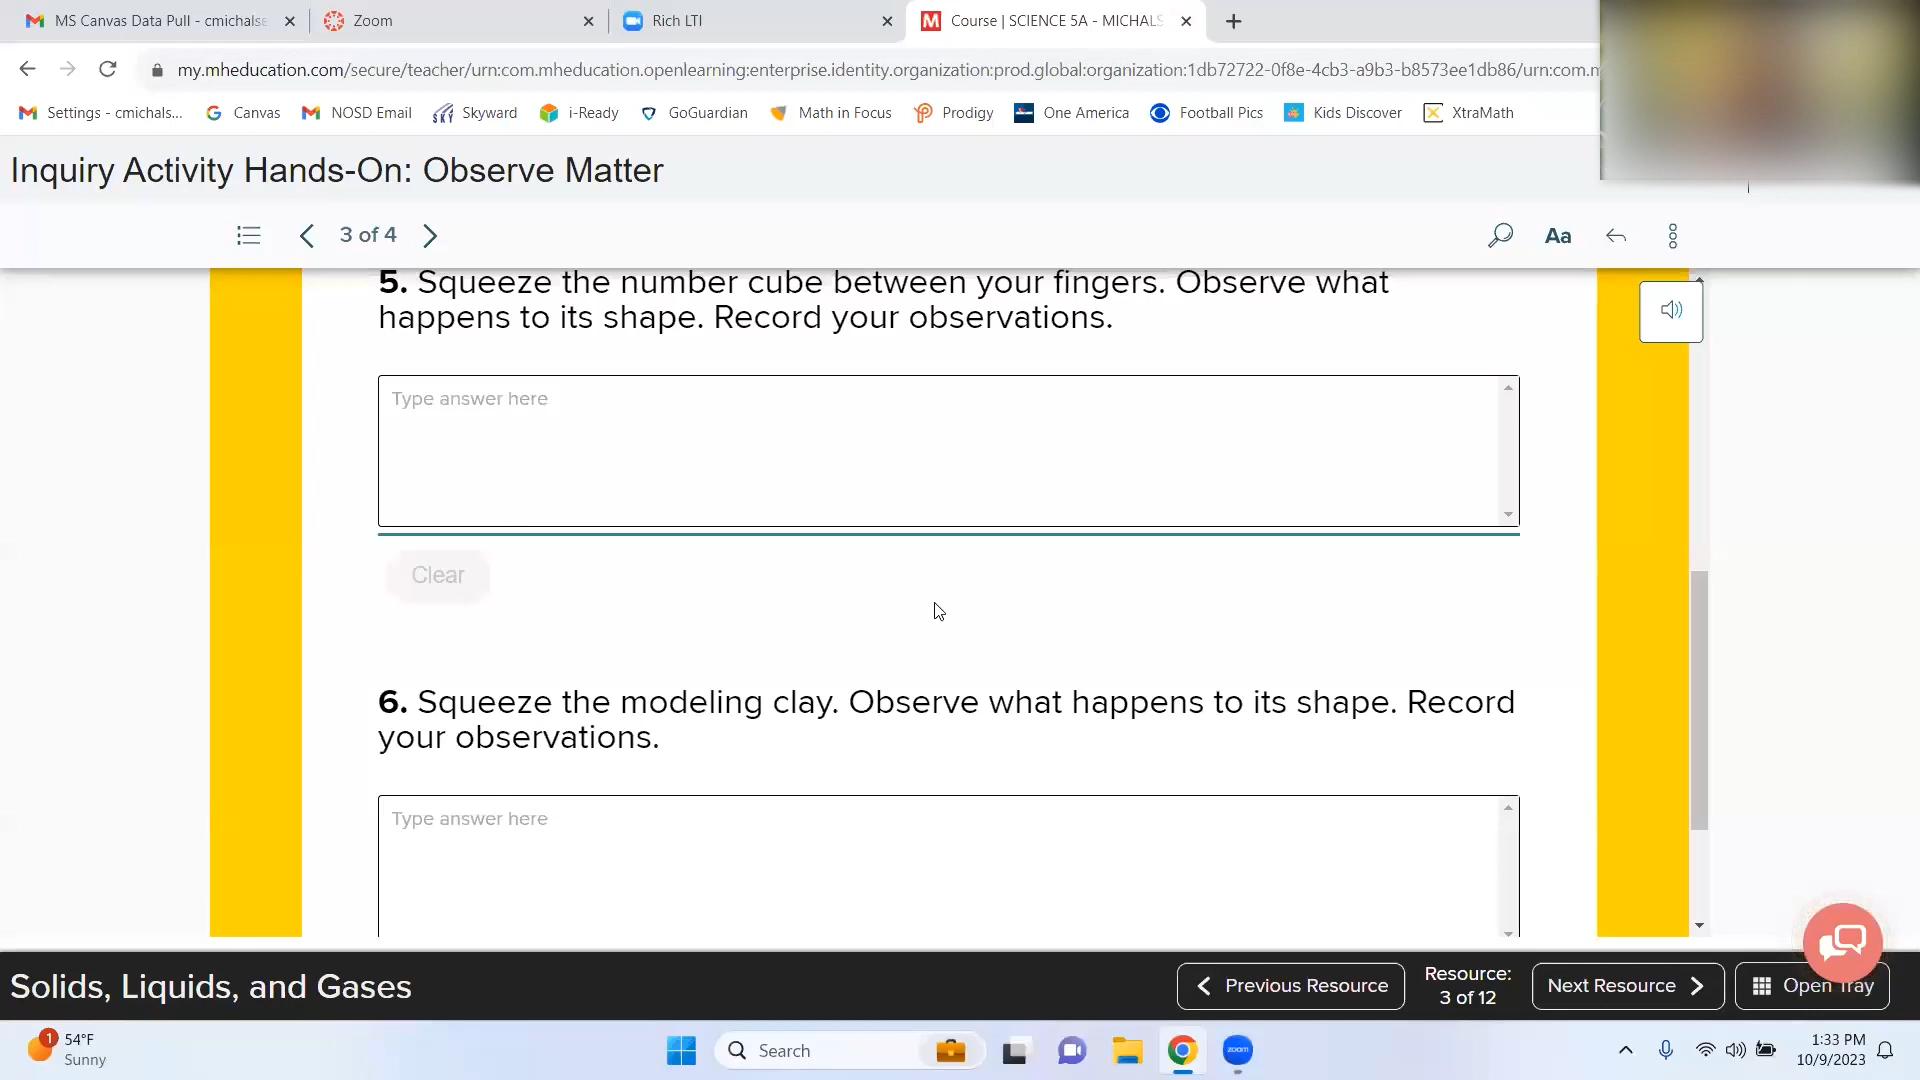 MS Canvas Data Pull - cmichalse
Zoom
Rich LTI
Course | SCIENCE 5A - MICHALS
my.mheducation.com/secure/teacher/urn:com.mheducation.openlearning:enterprise.identity.organization:prod.global:organization:1db72722-0f8e-4cb3-a9b3-b8573ee1db86/urn:com.m
Settings - cmichals...
Canvas
NOSD Email
Skyward
i-Ready
GoGuardian
Math in Focus
Prodigy
One America
Football Pics
Kids Discover
XtraMath
Inquiry Activity Hands-On: Observe Matter
3 of 4
Aa
5. Squeeze the number cube between your fingers. Observe what
happens to its shape. Record your observations.
Type answer here
Clear
6. Squeeze the modeling clay. Observe what happens to its shape. Record
your observations.
Type answer here
Solids, Liquids, and Gases
Previous Resource
Resource:
3 of 12
Next Resource
Open Tray
1
54°F
Sunny
Search
zoom
1:33 PM
10/9/2023